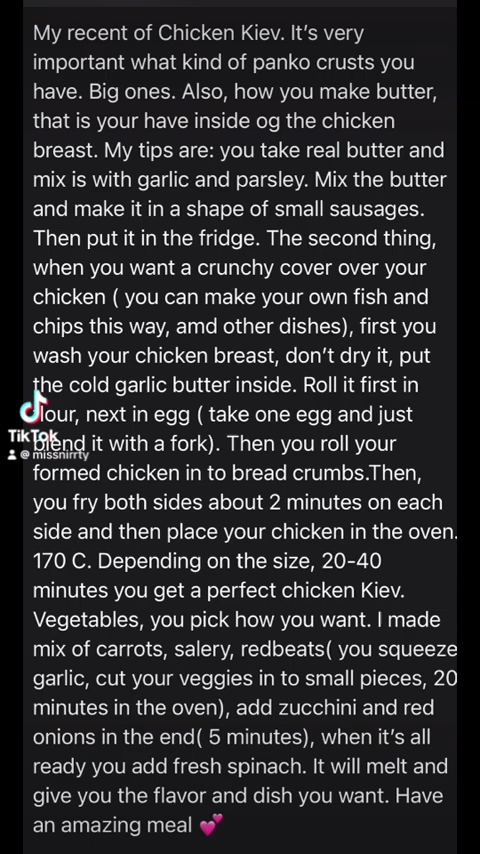 My recent of Chicken Kiev. It’s very
important what kind of panko crusts you
have. Big ones. Also, how you make butter,
that is your have inside og the chicken
breast. My tips are: you take real butter and
mix is with garlic and parsley. Mix the butter
and make it in a shape of small sausages.
Then put it in the fridge. The second thing,
when you want a crunchy cover over your
chicken ( you can make your own fish and
chips this way, amd other dishes), first you
wash your chicken breast, don’t dry it, put
the cold garlic butter inside. Roll it first in
flour, next in egg ( take one egg and just
blend it with a fork). Then you roll your
formed chicken in to bread crumbs.Then,
you fry both sides about 2 minutes on each
side and then place your chicken in the oven.
170 C. Depending on the size, 20-40
minutes you get a perfect chicken Kiev.
Vegetables, you pick how you want. I made
mix of carrots, salery, redbeats( you squeeze
garlic, cut your veggies in to small pieces, 20
minutes in the oven), add zucchini and red
onions in the end( 5 minutes), when it’s all
ready you add fresh spinach. It will melt and
give you the flavor and dish you want. Have
an amazing meal 💕
TikTok
@missnirrty